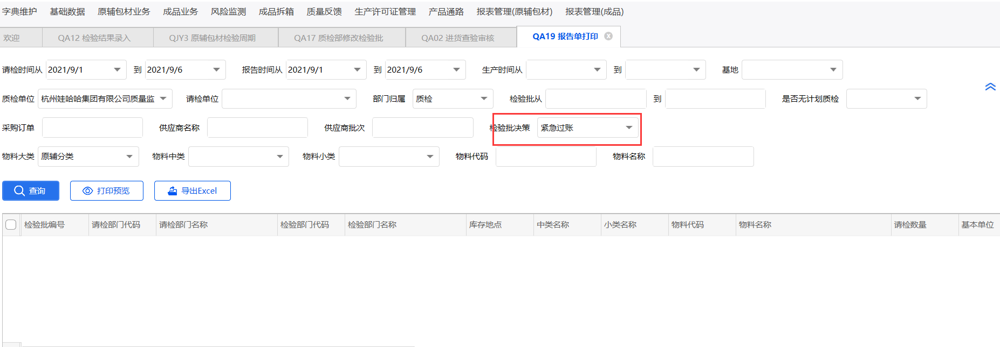 字典维护 基础数据 原辅包材业务 成品业务 风险监测 成品拆箱 质量反馈 生产许可证管理 产品通路 报表管理(原辅包材) 报表管理(成品)
欢迎 QA12 检验结果录入 QJY3 原辅包材检验周期 QA17 质检部修改检验批 QA02 进货查验审核 QA19 报告单打印
请检时间从 2021/9/1 到 2021/9/6 报告时间从 2021/9/1 到 2021/9/6 生产时间从 到 基地
质检单位 杭州娃哈哈集团有限公司质量监 请检单位 部门归属 质检 检验批从 到 是否无计划质检
采购订单 供应商名称 供应商批次 检验批决策 紧急过账
物料大类 原辅分类 物料中类 物料小类 物料代码 物料名称
查询 打印预览 导出Excel
检验批编号 请检部门代码 请检部门名称 检验部门代码 检验部门名称 库存地点 中类名称 小类名称 物料代码 物料名称 请检数量 基本单位